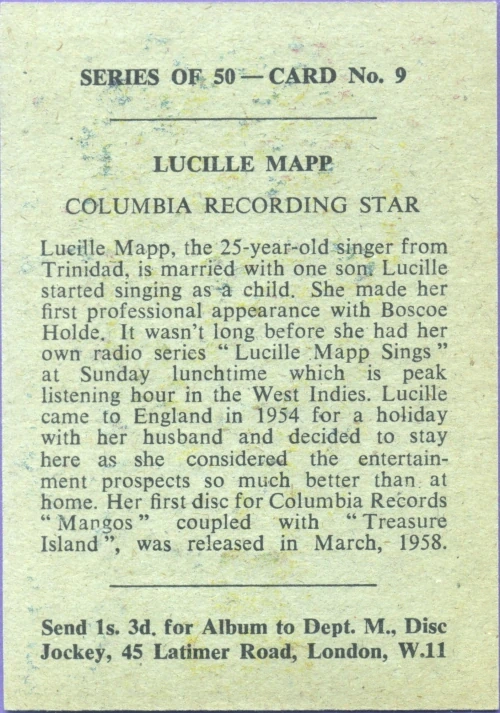 SERIES OF 50 — CARD No. 9
LUCILLE MAPP
COLUMBIA RECORDING STAR
Lucille Mapp, the 25-year-old singer from
Trinidad, is married with one son. Lucille
started singing as a child. She made her
first professional appearance with Boscoe
Holde. It wasn't long before she had her
own radio series "Lucille Mapp Sings"
at Sunday lunchtime which is peak
listening hour in the West Indies. Lucille
came to England in 1954 for a holiday
with her husband and decided to stay
here as she considered the entertain-
ment prospects so much better than at
home. Her first disc for Columbia Records
"Mangos" coupled with "Treasure
Island", was released in March, 1958.
Send 1s. 3d. for Album to Dept. M., Disc
Jockey, 45 Latimer Road, London, W.11